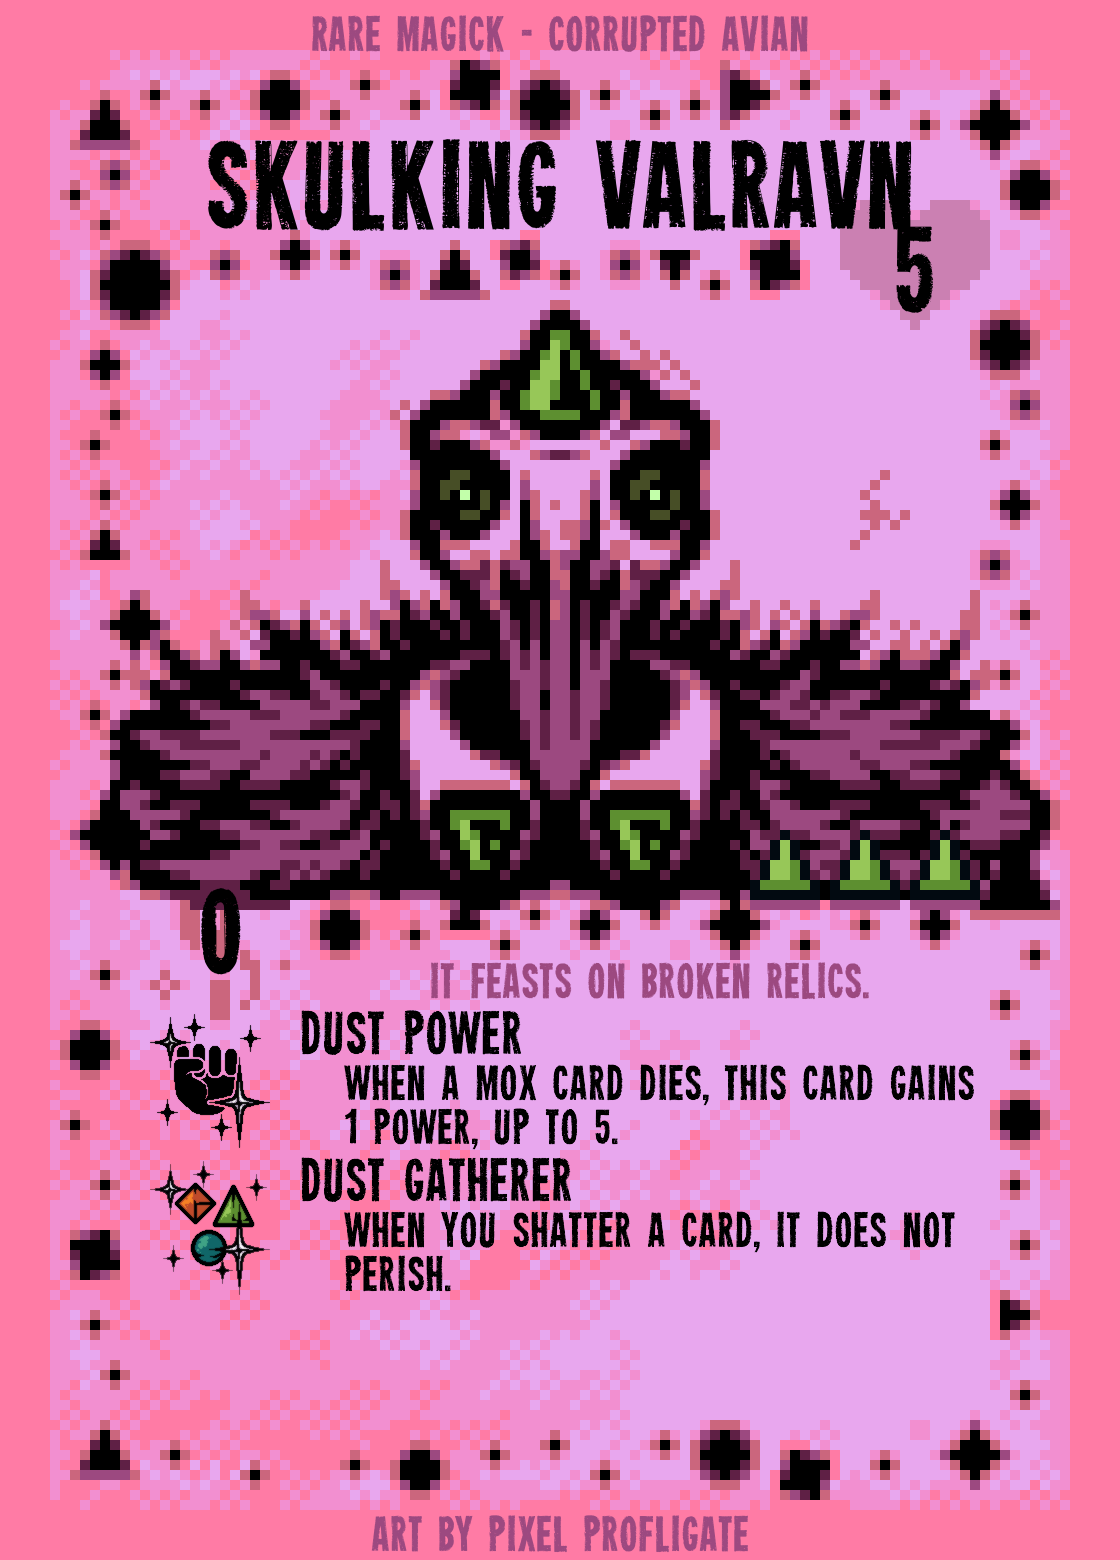 RARE MAGICK - CORRUPTED AVIAN
SKULKING VALRAVN
5
0
IT FEASTS ON BROKEN RELICS.
DUST POWER
WHEN A MOX CARD DIES, THIS CARD GAINS
1 POWER, UP TO 5.
DUST GATHERER
WHEN YOU SHATTER A CARD, IT DOES NOT
PERISH.
ART BY PIXEL PROFLIGATE